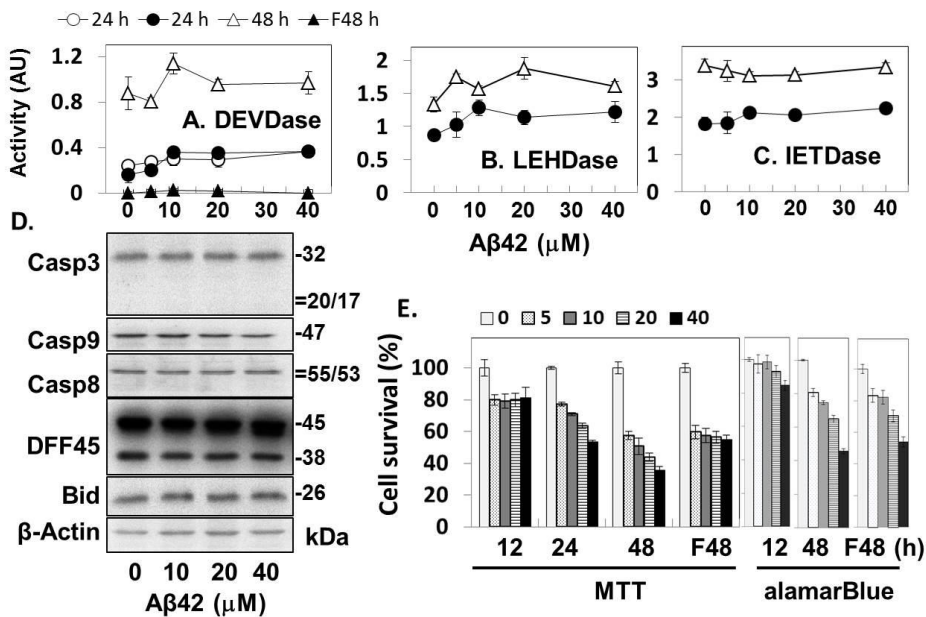 24 h 24 h 48 h F48 h
Activity (AU)
1.2
0.8
0.4
0
A. DEVDase
0 10 20 30 40
2
1.5
1
0.5
0
B. LEHDase
0 10 20 30 40
3
2
1
0
C. IETDase
0 10 20 30 40
Aβ42 (μM)
D.
Casp3
-32
=20/17
Casp9
-47
Casp8
=55/53
DFF45
-45
-38
Bid
-26
β-Actin
kDa
0 10 20 40
Aβ42 (μM)
E.
0 5 10 20 40
Cell survival (%)
100
80
60
40
20
0
12 24 48 F48 12 48 F48 (h)
MTT alamarBlue